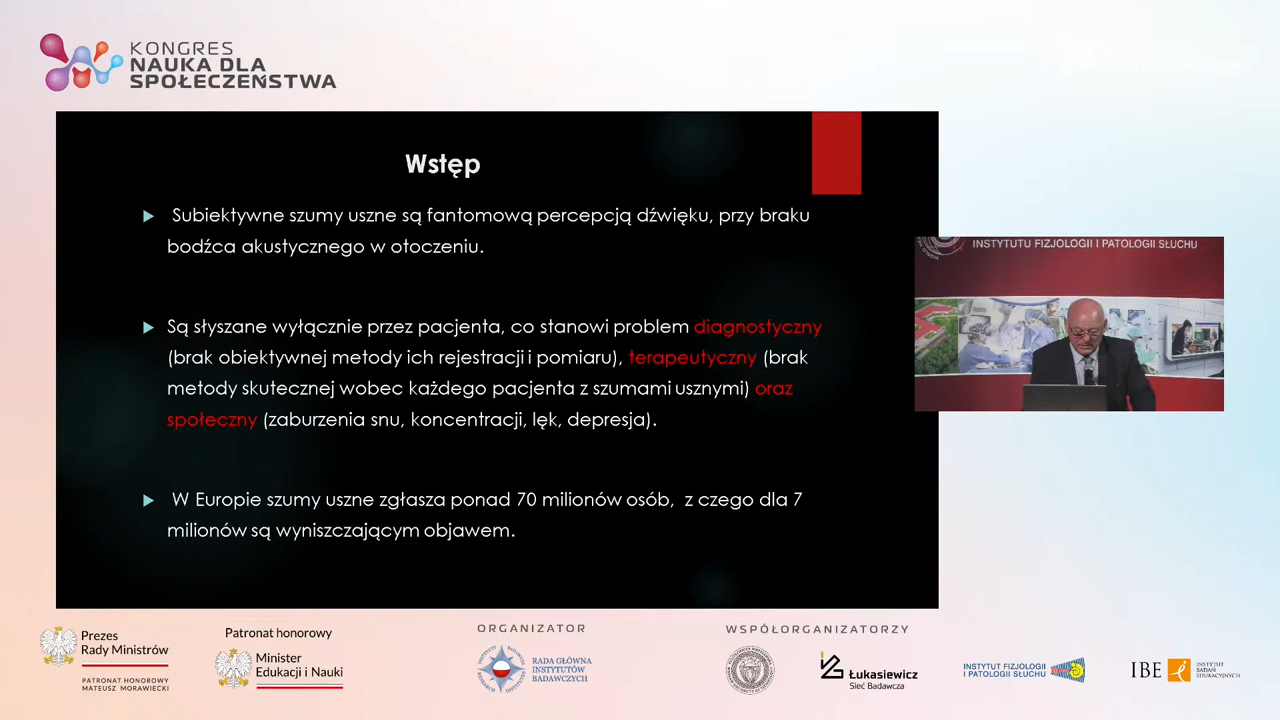 KONGRES
NAUKA DLA
SPOŁECZEŃSTWA
Wstęp
Subiektywne szumy uszne są fantomową percepcją dźwięku, przy braku
bodźca akustycznego w otoczeniu.
Są słyszane wyłącznie przez pacjenta, co stanowi problem diagnostyczny
(brak obiektywnej metody ich rejestracji i pomiaru), terapeutyczny (brak
metody skutecznej wobec każdego pacjenta z szumami usznymi) oraz
społeczny (zaburzenia snu, koncentracji, lęk, depresja).
W Europie szumy uszne zgłasza ponad 70 milionów osób, z czego dla 7
milionów są wyniszczającym objawem.
INSTYTUTU FIZJOLOGII I PATOLOGII SŁUCHU
Prezes
Rady Ministrów
PATRONAT HONOROWY
MATEUSZ MORAWIECKI
Patronat honorowy
Minister
Edukacji i Nauki
ORGANIZATOR
RADA GŁÓWNA
INSTYTUTÓW
BADAWCZYCH
WSPÓŁORGANIZATORZY
Łukasiewicz
Sieć Badawcza
INSTYTUT FIZJOLOGII
I PATOLOGII SŁUCHU
IBE
INSTYTUT
BADAŃ
EDUKACYJNYCH